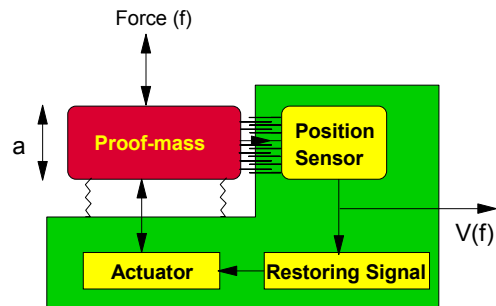 Force (f)
a
Proof-mass
Position
Sensor
V(f)
Actuator
Restoring Signal